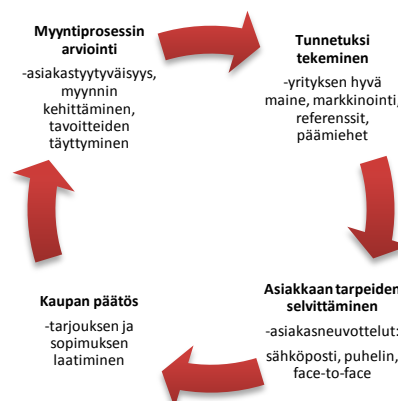 Myyntiprosessin
arviointi
-asiakastyytyväisyys,
myynnin
kehittäminen,
tavoitteiden
täyttyminen
Tunnetuksi
tekeminen
-yrityksen hyvä
maine, markkinointi,
referenssit,
päämiehet
Asiakkaan tarpeiden
selvittäminen
-asiakasneuvottelut:
sähköposti, puhelin,
face-to-face
Kaupan päätös
-tarjouksen ja
sopimuksen
laatiminen